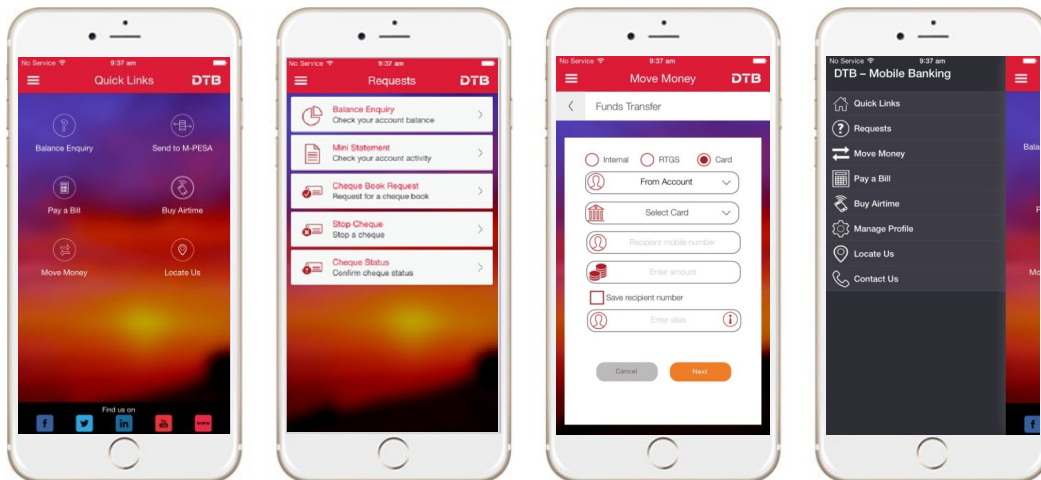 No Service 9:37 am
Quick Links DTB
Balance Enquiry Send to M-PESA
Pay a Bill Buy Airtime
Move Money Locate Us
Find us on
f in You www
No Service 9:37 am
Requests DTB
Balance Enquiry
Check your account balance
Mini Statement
Check your account activity
Cheque Book Request
Request for a cheque book
Stop Cheque
Stop a cheque
Cheque Status
Confirm cheque status
No Service 9:37 am
Move Money DTB
Funds Transfer
Internal RTGS Card
From Account
Select Card
Recipient mobile number
Enter amount
Save recipient number
Enter alias
Cancel Next
No Service 9:37 am
DTB – Mobile Banking
Quick Links
Requests
Move Money
Pay a Bill
Buy Airtime
Manage Profile
Locate Us
Contact Us
Bala
P
Mo
f